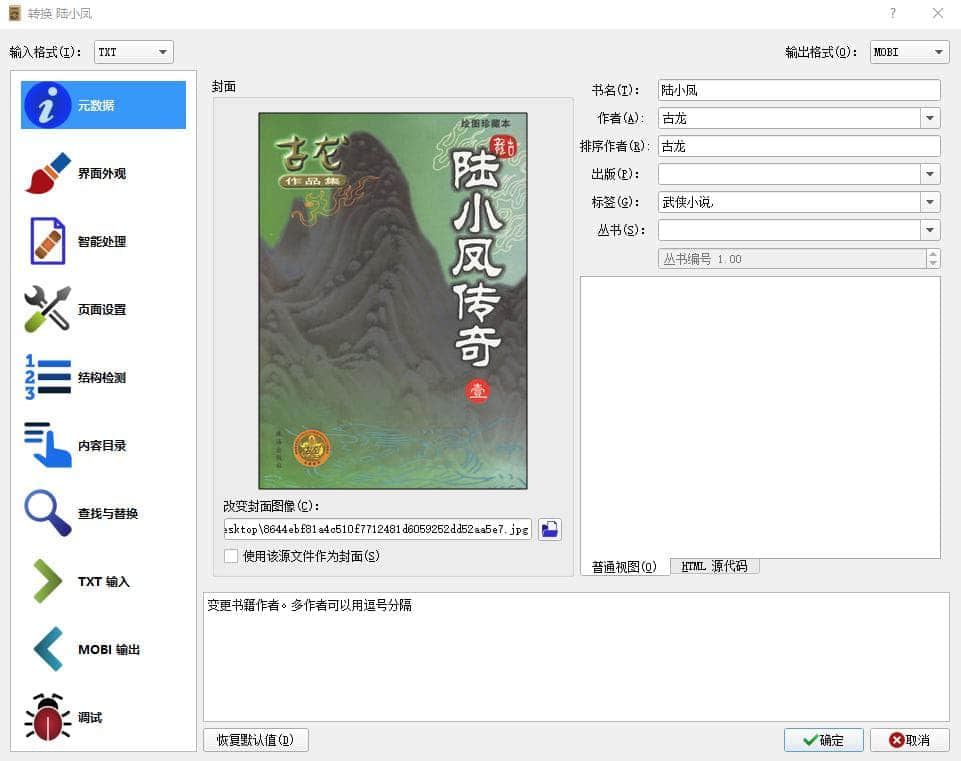 转换 陆小凤
输入格式(I): TXT
输出格式(O): MOBI
元数据
界面外观
智能处理
页面设置
结构检测
内容目录
查找与替换
TXT 输入
MOBI 输出
调试
封面
绘图珍藏本
古龙
作品集
陆小凤传奇
壹
改变封面图像(C):
esktop\8644ebf81a4c510f7712481d6059252dd52aa5e7.jpg
使用该源文件作为封面(S)
书名(T): 陆小凤
作者(A): 古龙
排序作者(R): 古龙
出版(P):
标签(G): 武侠小说,
丛书(S):
丛书编号 1.00
普通视图(O)
HTML 源代码
变更书籍作者。多作者可以用逗号分隔
恢复默认值(D)
确定
取消